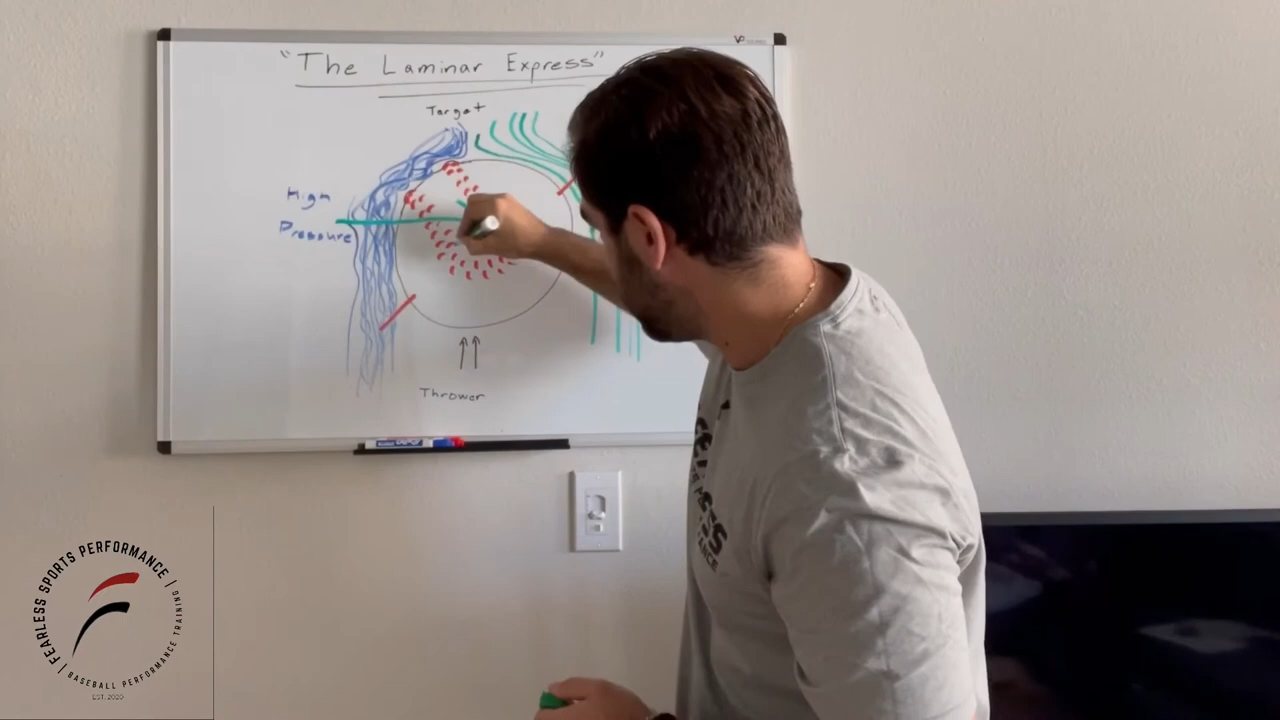 "The Laminar Express"
Target
High
Pressure
Thrower
FEARLESS SPORTS PERFORMANCE
BASEBALL PERFORMANCE TRAINING
EST. 2020